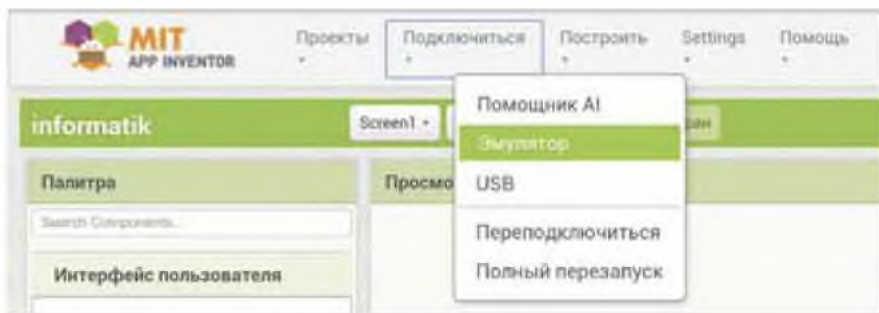 MIT
APP INVENTOR
Проекты Подключиться Построить Settings Помощь
informatik Screen1
Помощник AI
Эмулятор
USB
Переподключиться
Полный перезапуск
Палитра
Search Components...
Интерфейс пользователя
Просмо
ран